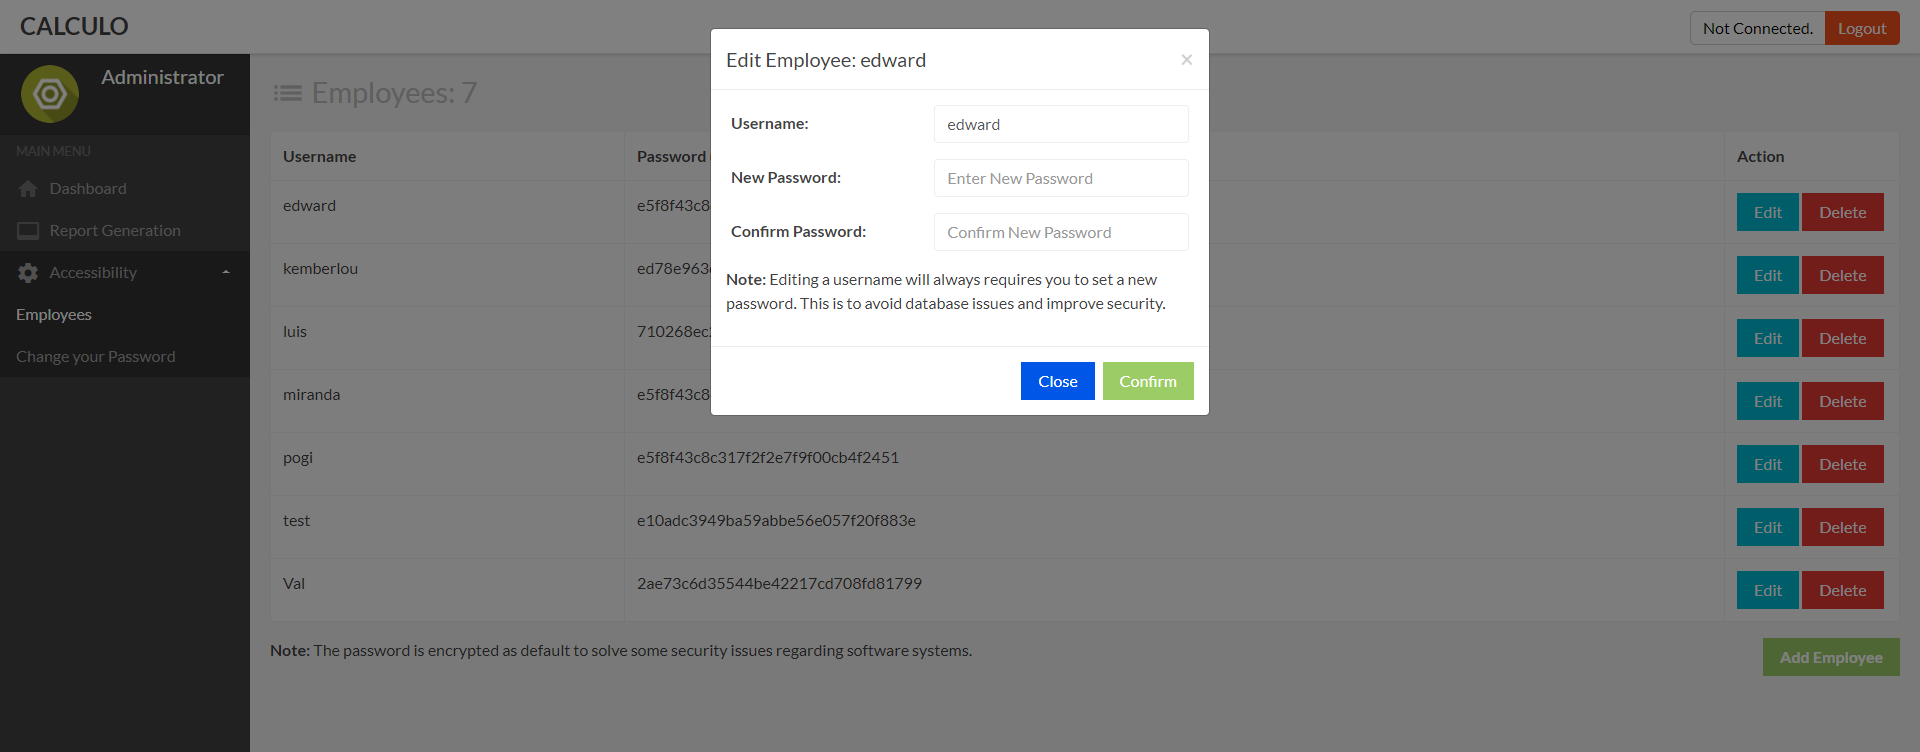 CALCULO
Not Connected.
Logout
Administrator
MAIN MENU
Dashboard
Report Generation
Accessibility
Employees
Change your Password
Employees: 7
Username
Password
Action
edward
e5f8f43c8
Edit
Delete
kemberlou
ed78e963
Edit
Delete
luis
710268ec
Edit
Delete
miranda
e5f8f43c8
Edit
Delete
pogi
e5f8f43c8c317f2f2e7f9f00cb4f2451
Edit
Delete
test
e10adc3949ba59abbe56e057f20f883e
Edit
Delete
Val
2ae73c6d35544be42217cd708fd81799
Edit
Delete
Note: The password is encrypted as default to solve some security issues regarding software systems.
Add Employee
Edit Employee: edward
×
Username:
edward
New Password:
Enter New Password
Confirm Password:
Confirm New Password
Note: Editing a username will always requires you to set a new
password. This is to avoid database issues and improve security.
Close
Confirm